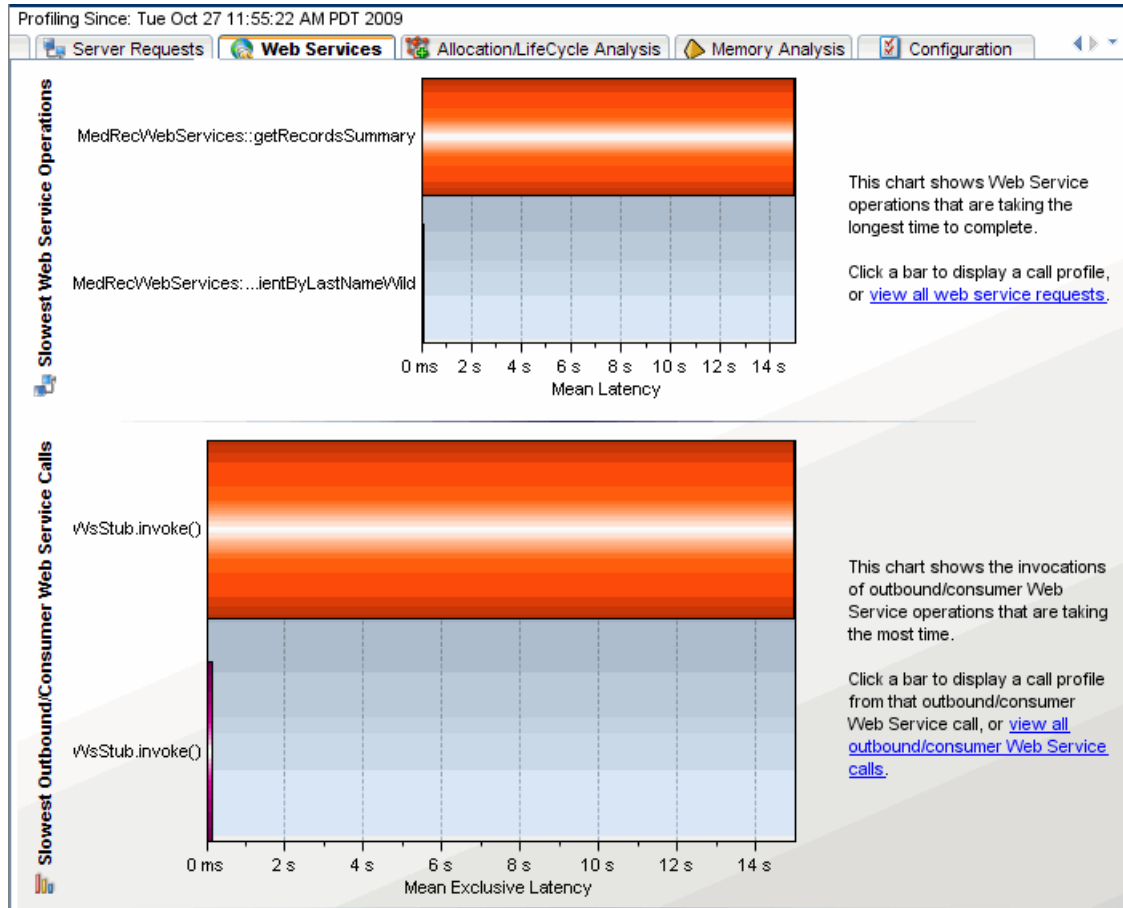 Profiling Since: Tue Oct 27 11:55:22 AM PDT 2009
Server Requests
Web Services
Allocation/LifeCycle Analysis
Memory Analysis
Configuration
Slowest Web Service Operations
MedRecWebServices::getRecordsSummary
MedRecWebServices:...ientByLastNameWild
0 ms 2 s 4 s 6 s 8 s 10 s 12 s 14 s
Mean Latency
This chart shows Web Service
operations that are taking the
longest time to complete.
Click a bar to display a call profile,
or view all web service requests.
Slowest Outbound/Consumer Web Service Calls
WsStub.invoke()
WsStub.invoke()
0 ms 2 s 4 s 6 s 8 s 10 s 12 s 14 s
Mean Exclusive Latency
This chart shows the invocations
of outbound/consumer Web
Service operations that are taking
the most time.
Click a bar to display a call profile
from that outbound/consumer
Web Service call, or view all
outbound/consumer Web Service
calls.